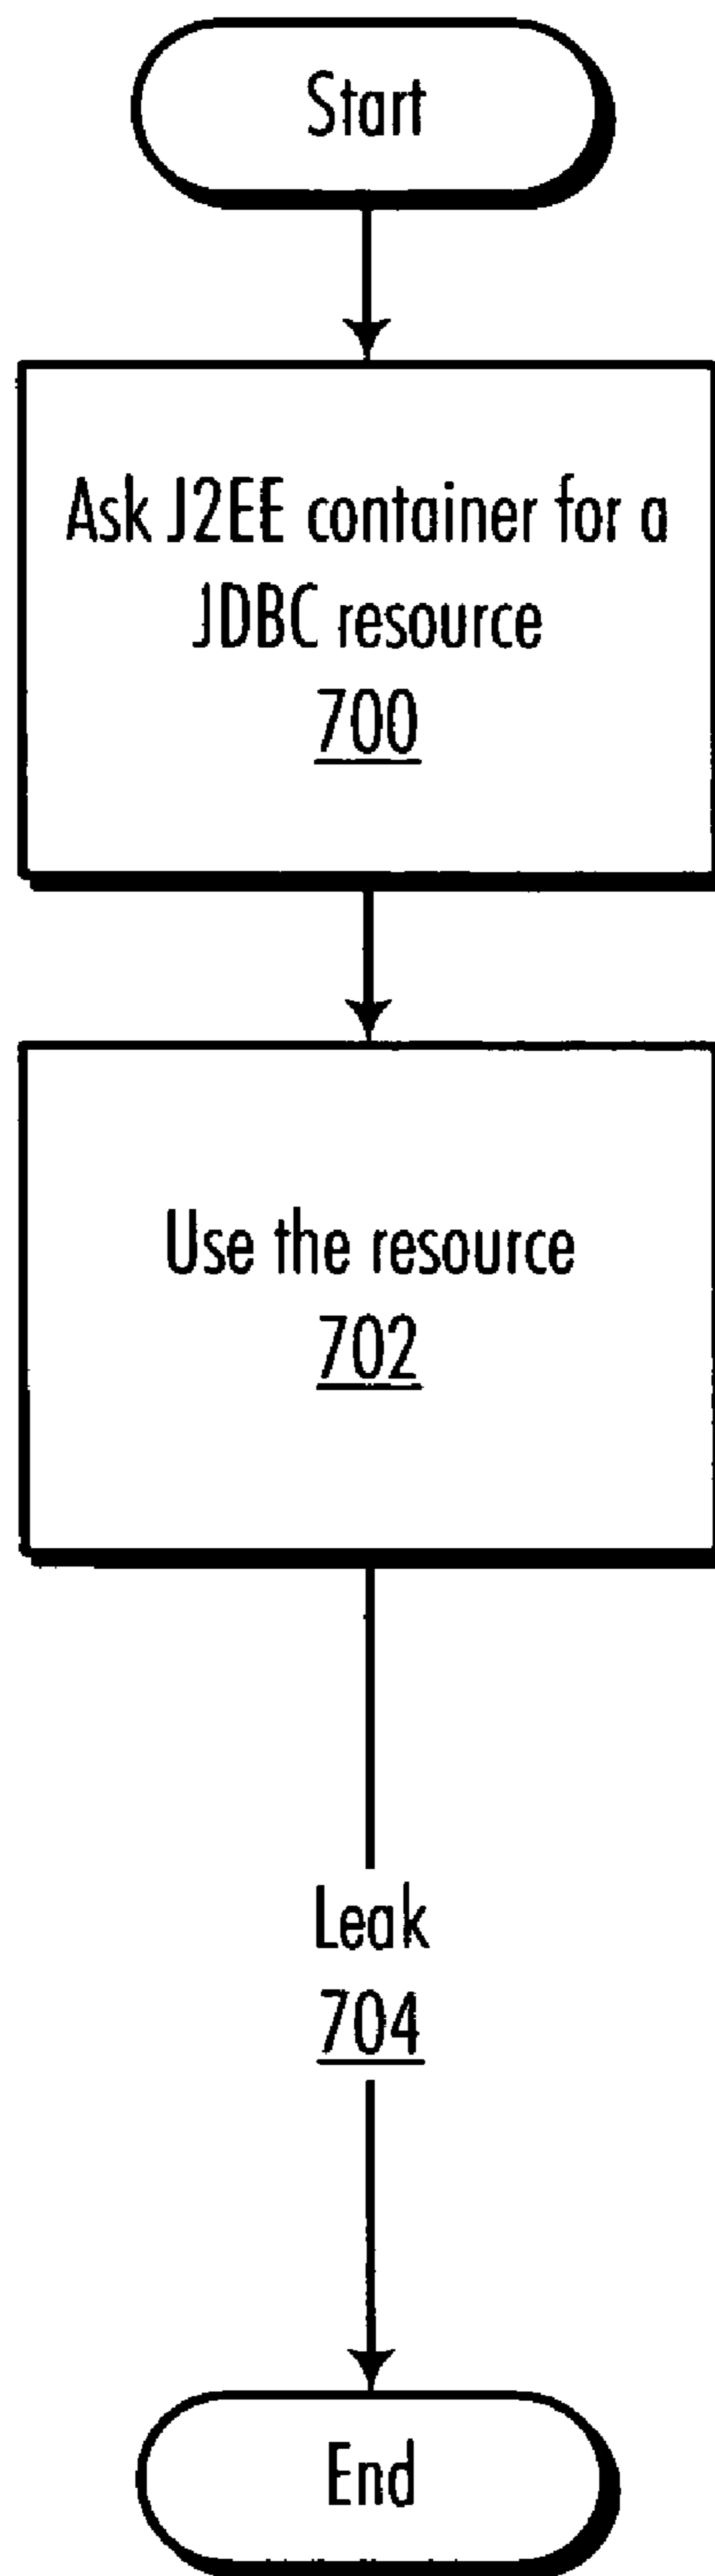 Start
Ask J2EE container for a
JDBC resource
700
Use the resource
702
Leak
704
End